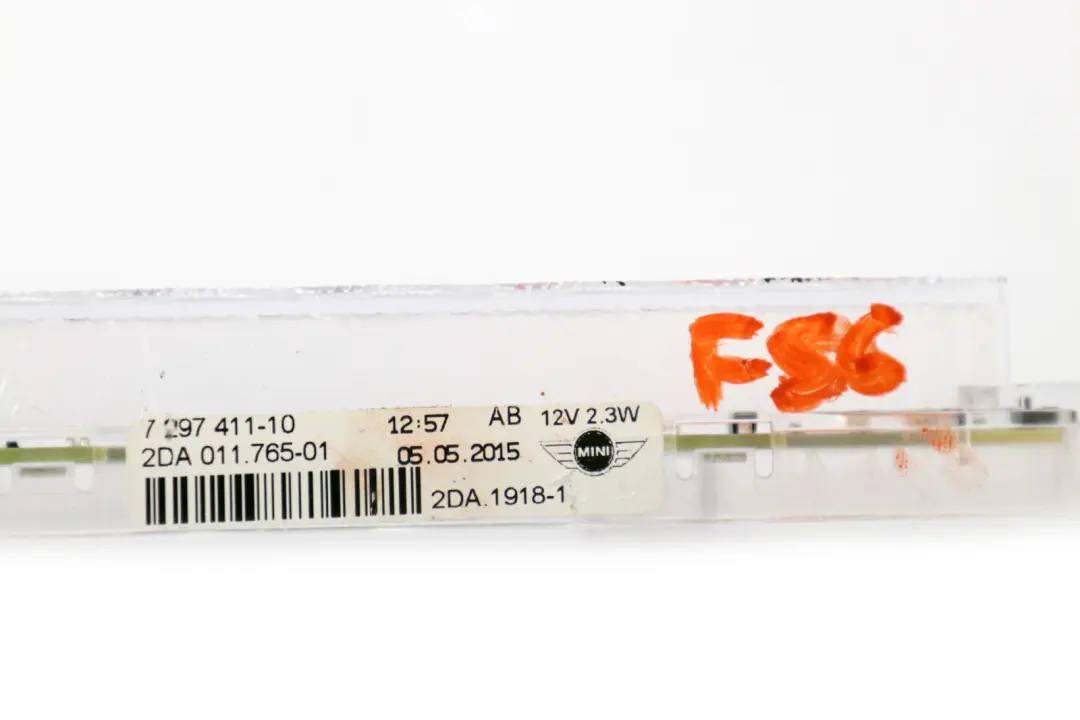 FS6
7 297 411-10 12:57 AB 12V 2.3W
2DA 011.765-01 05.05.2015 MINI
2DA.1918-1